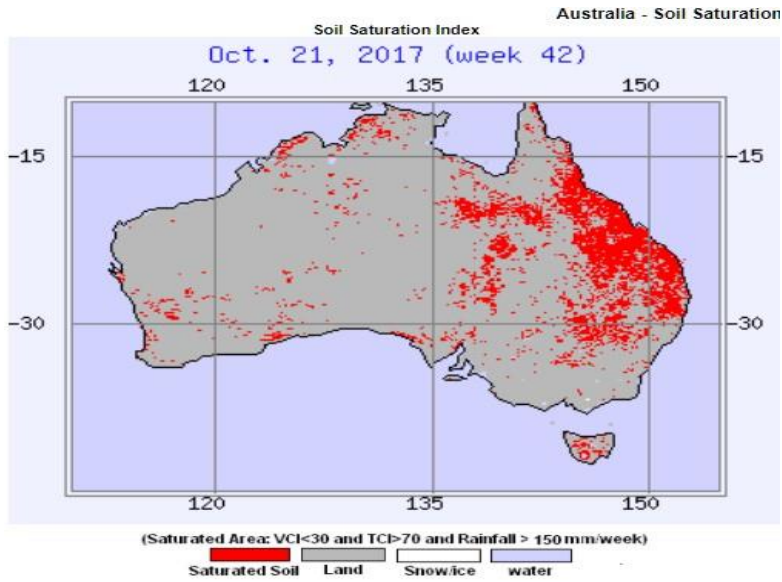 Australia - Soil Saturation
Soil Saturation Index
Oct. 21, 2017 (week 42)
120 135 150
-15 -15
-30 -30
120 135 150
(Saturated Area: VCI<30 and TCI>70 and Rainfall > 150 mm/week)
Saturated Soil Land Snow/ice water